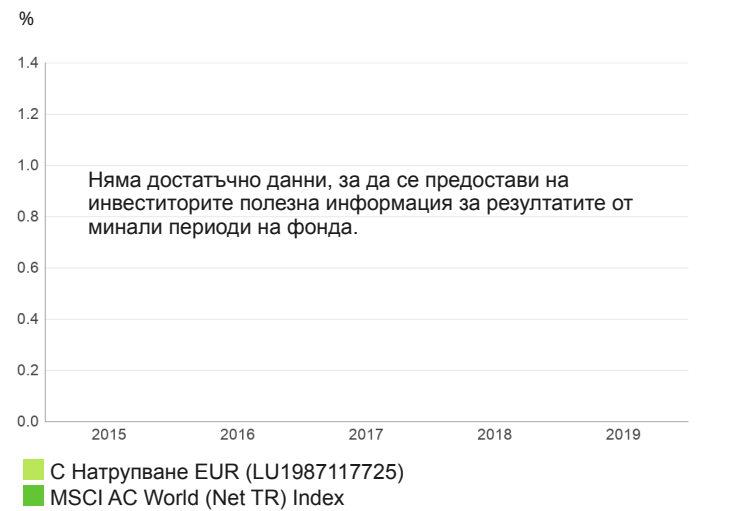 %
1.4
1.2
1.0
Няма достатъчно данни, за да се предостави на
инвеститорите полезна информация за резултатите от
минали периоди на фонда.
0.8
0.6
0.4
0.2
0.0
2015 2016 2017 2018 2019
C Натрупване EUR (LU1987117725)
MSCI AC World (Net TR) Index